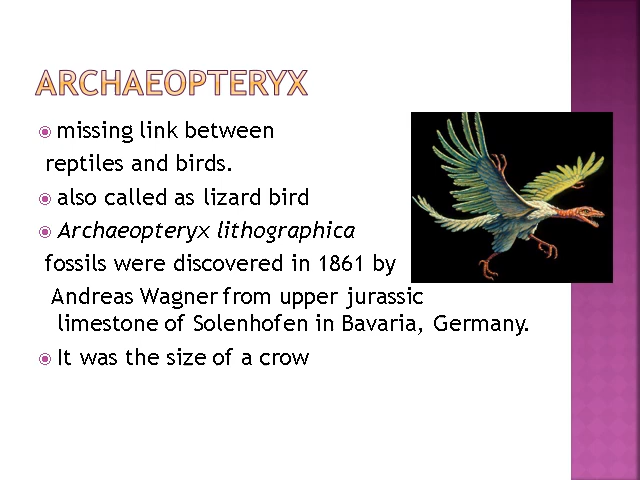 ARCHAEOPTERYX
missing link between
reptiles and birds.
also called as lizard bird
Archaeopteryx lithographica
fossils were discovered in 1861 by
Andreas Wagner from upper jurassic
limestone of Solenhofen in Bavaria, Germany.
It was the size of a crow